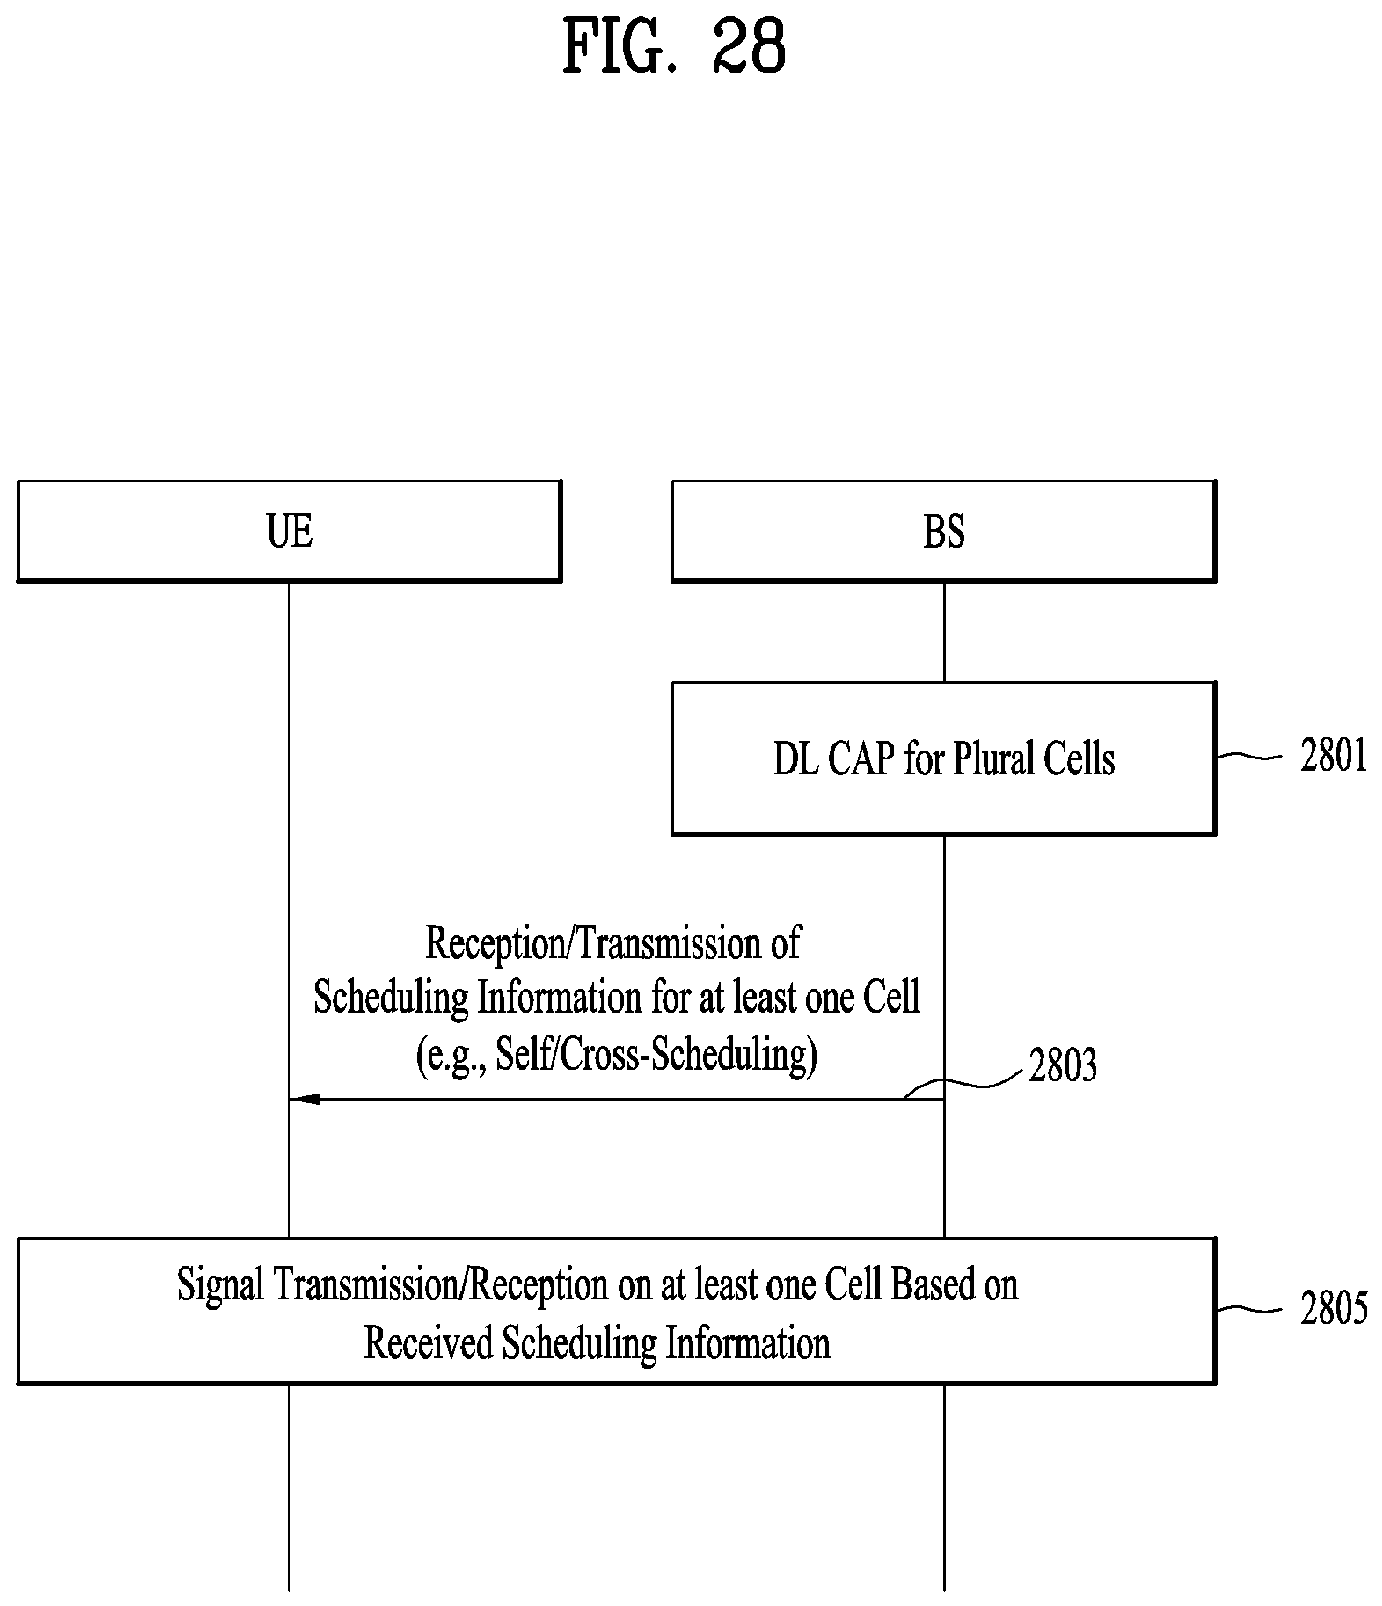 FIG. 28
UE
BS
DL CAP for Plural Cells
2801
Reception/Transmission of
Scheduling Information for at least one Cell
(e.g., Self/Cross-Scheduling)
2803
Signal Transmission/Reception on at least one Cell Based on
Received Scheduling Information
2805